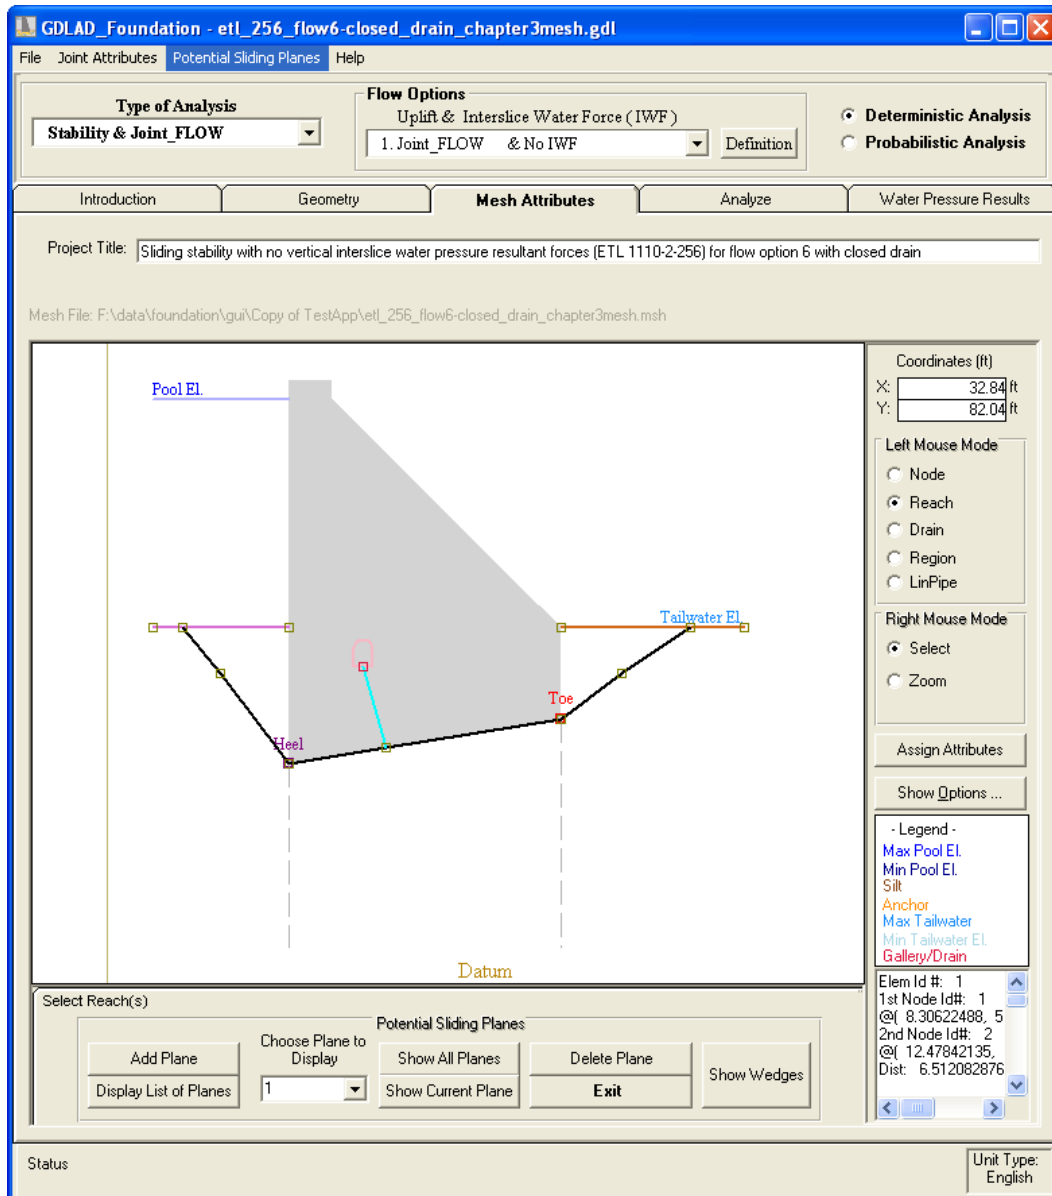 GDLAD_Foundation - etl_256_flow6-closed_drain_chapter3mesh.gdl
File Joint Attributes Potential Sliding Planes Help
Type of Analysis
Stability & Joint_FLOW
Flow Options
Uplift & Interslice Water Force ( IWF )
1. Joint_FLOW & No IWF
Definition
Deterministic Analysis
Probabilistic Analysis
Introduction Geometry Mesh Attributes Analyze Water Pressure Results
Project Title: Sliding stability with no vertical interslice water pressure resultant forces (ETL 1110-2-256) for flow option 6 with closed drain
Mesh File: F:\data\foundation\gui\Copy of TestApp\etl_256_flow6-closed_drain_chapter3mesh.msh
Pool El.
Tailwater El.
Toe
Heel
Datum
Coordinates (ft)
X: 32.84 ft
Y: 82.04 ft
Left Mouse Mode
Node
Reach
Drain
Region
LinPipe
Right Mouse Mode
Select
Zoom
Assign Attributes
Show Options ...
- Legend -
Max Pool El.
Min Pool El.
Silt
Anchor
Max Tailwater
Min Tailwater El.
Gallery/Drain
Elem Id #: 1
1st Node Id#: 1
@( 8.30622488, 5
2nd Node Id#: 2
@( 12.47842135,
Dist: 6.512082876
Select Reach(s)
Potential Sliding Planes
Add Plane
Display List of Planes
Choose Plane to
Display
1
Show All Planes
Show Current Plane
Delete Plane
Exit
Show Wedges
Status
Unit Type:
English